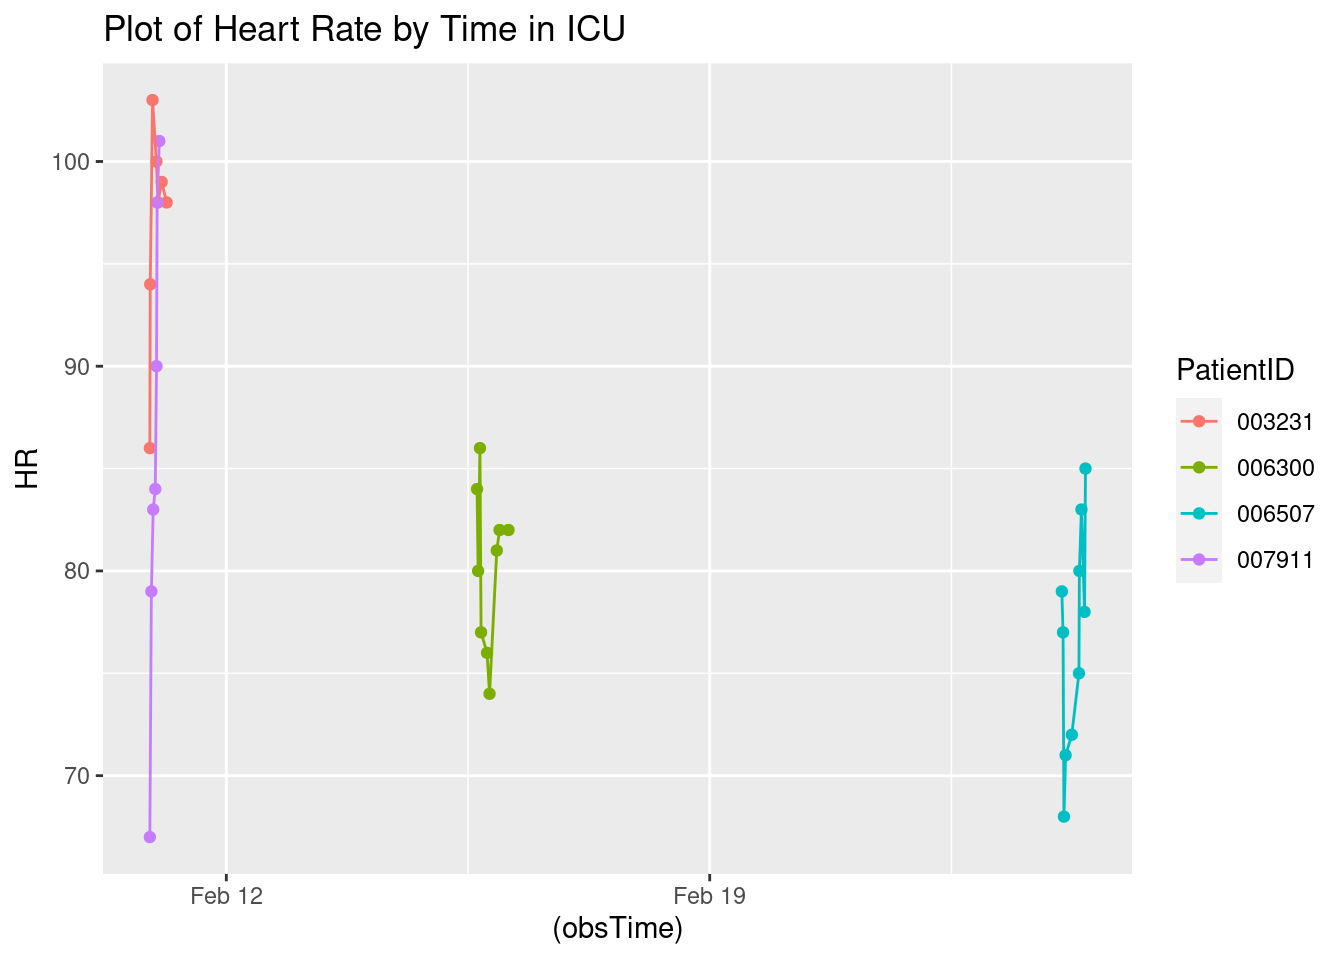 Plot of Heart Rate by Time in ICU
100
90
80
70
HR
Feb 12
Feb 19
(obsTime)
PatientID
003231
006300
006507
007911